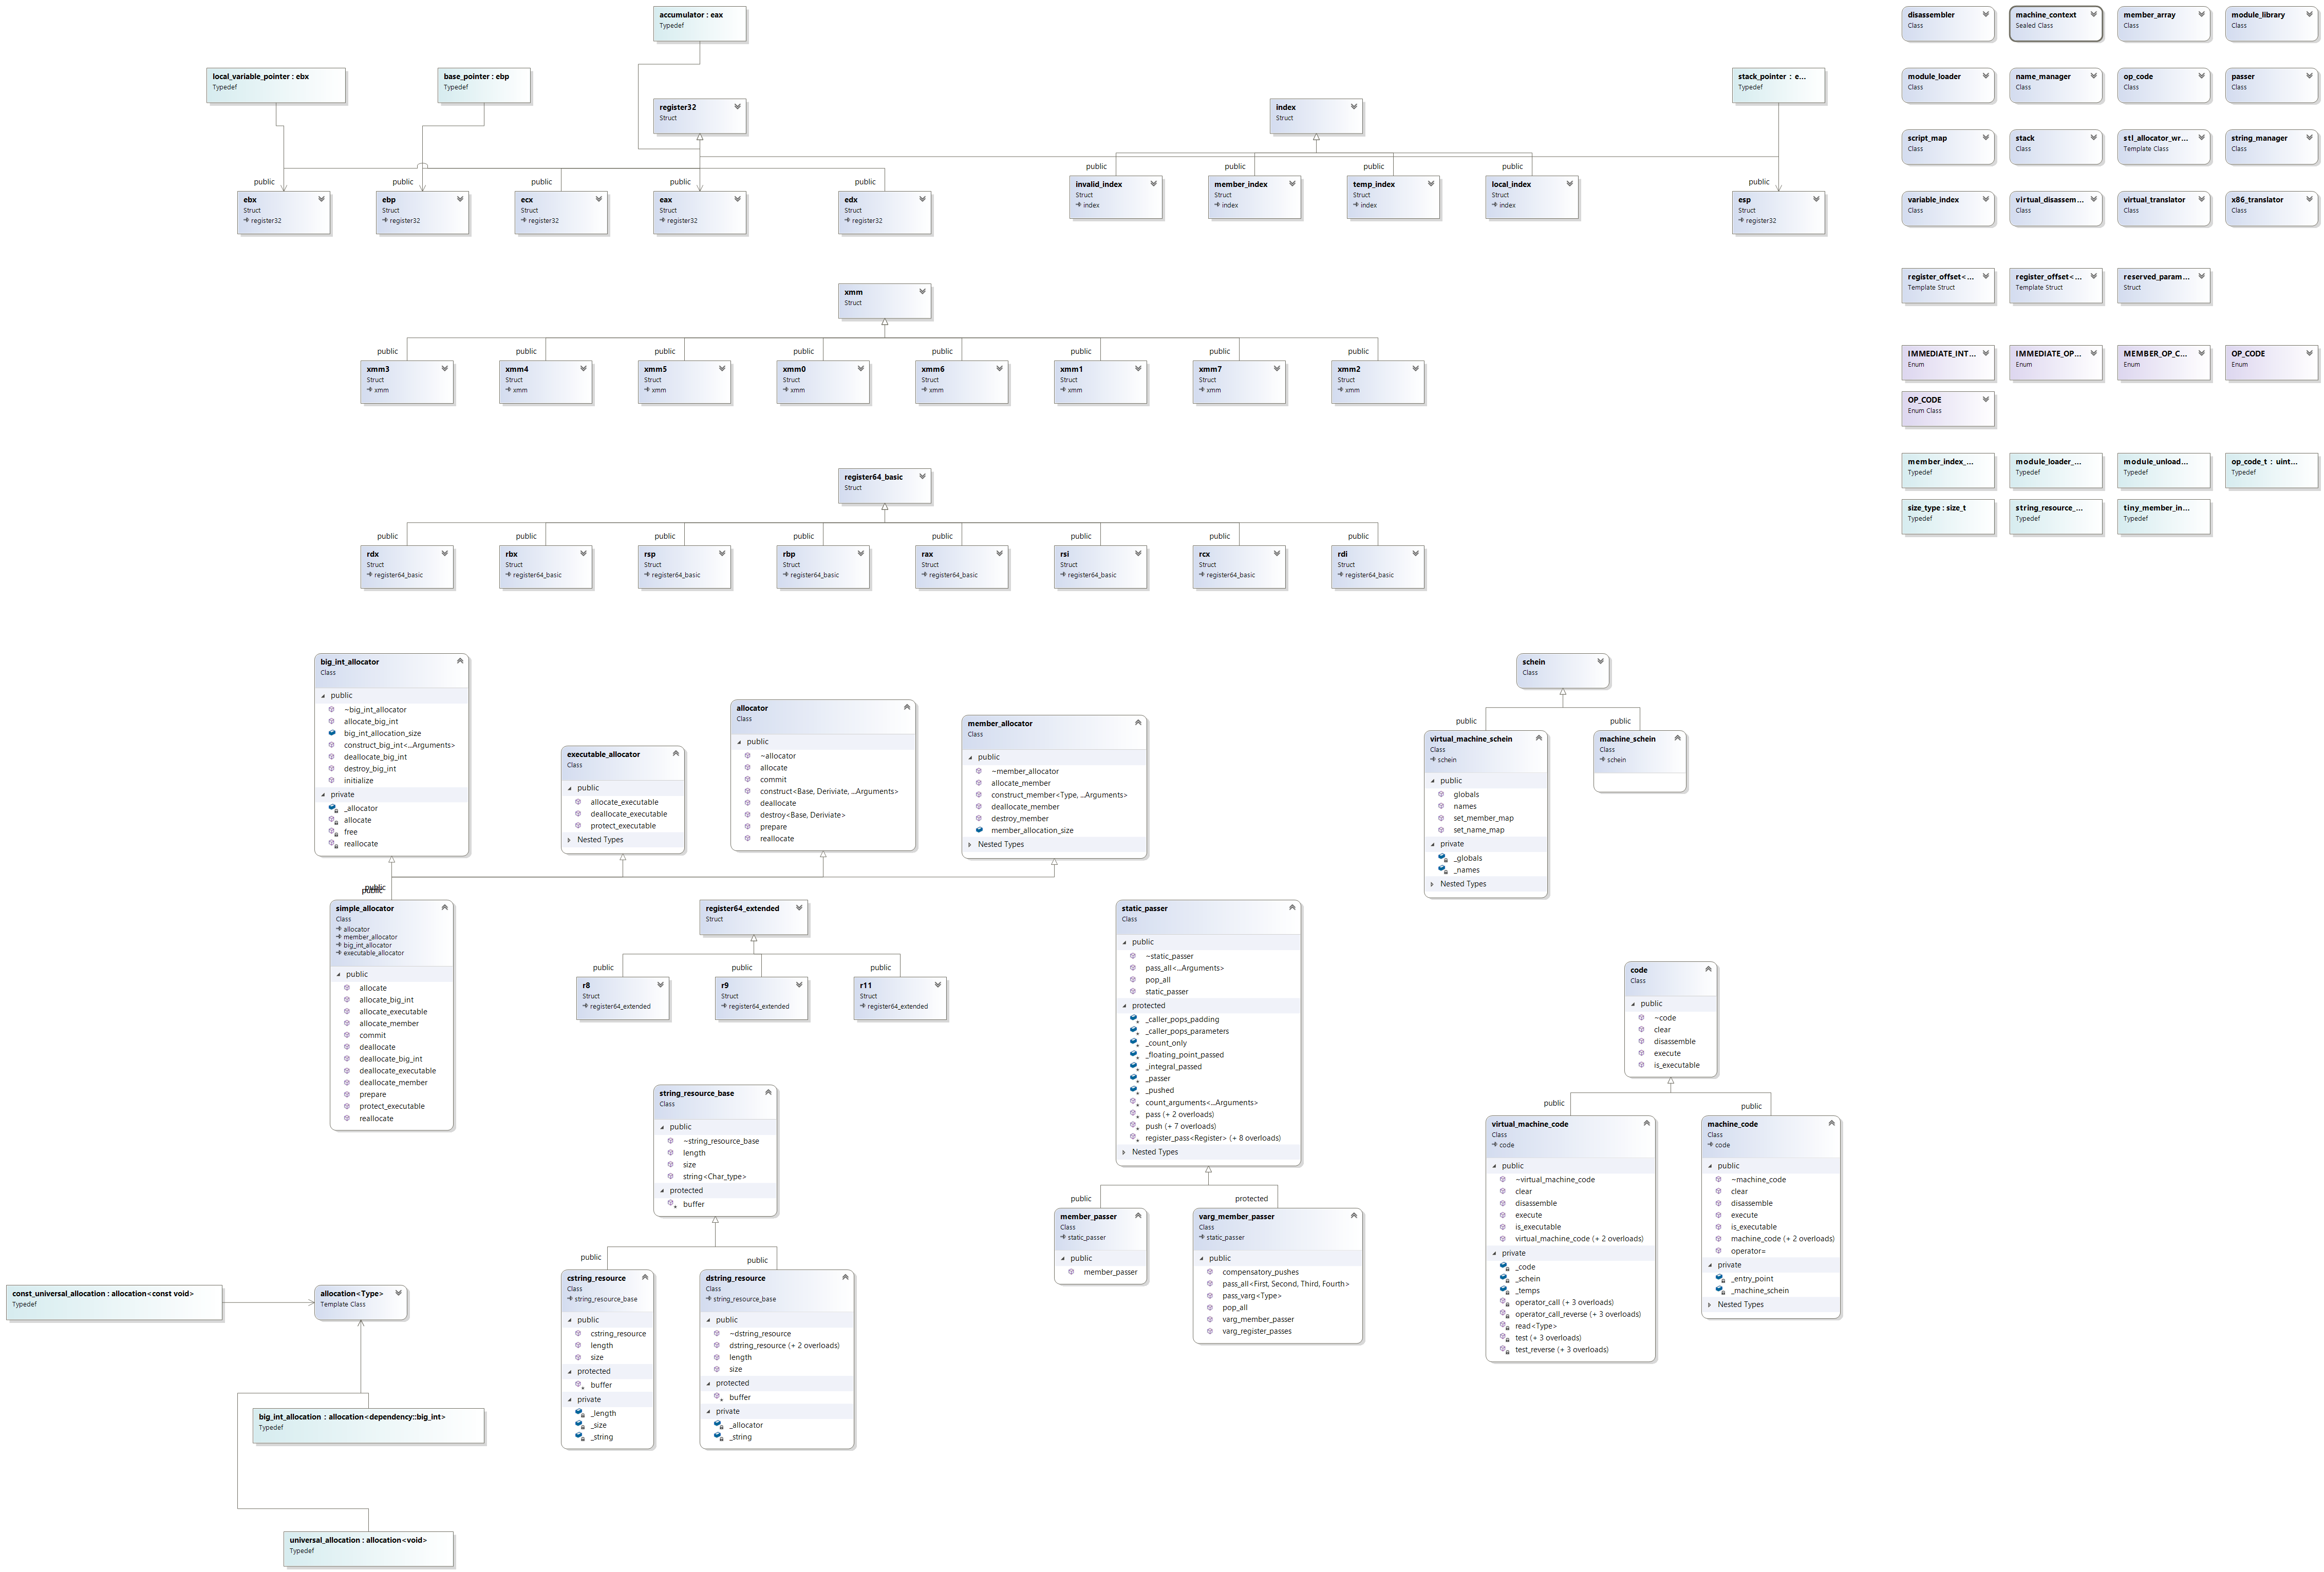 accumulator : eax
Typedef
local_variable_pointer : ebx
Typedef
base_pointer : ebp
Typedef
register32
Struct
index
Struct
stack_pointer : e...
Typedef
public
ebx
Struct
register32
public
ebp
Struct
register32
public
ecx
Struct
register32
public
eax
Struct
register32
public
edx
Struct
register32
public
invalid_index
Struct
index
public
member_index
Struct
index
public
temp_index
Struct
index
public
local_index
Struct
index
public
esp
Struct
register32
disassembler
Class
machine_context
Sealed Class
member_array
Class
module_library
Class
module_loader
Class
name_manager
Class
op_code
Class
passer
Class
script_map
Class
stack
Class
stl_allocator_wr...
Template Class
string_manager
Class
variable_index
Class
virtual_disassem...
Class
virtual_translator
Class
x86_translator
Class
register_offset<...
Template Struct
register_offset<...
Template Struct
reserved_param...
Struct
IMMEDIATE_INT...
Enum
IMMEDIATE_OP...
Enum
MEMBER_OP_C...
Enum
OP_CODE
Enum
OP_CODE
Enum Class
member_index_...
Typedef
module_loader_...
Typedef
module_unload...
Typedef
op_code_t : uint...
Typedef
size_type : size_t
Typedef
string_resource_...
Typedef
tiny_member_in...
Typedef
xmm
Struct
public
xmm3
Struct
xmm
public
xmm4
Struct
xmm
public
xmm5
Struct
xmm
public
xmm0
Struct
xmm
public
xmm6
Struct
xmm
public
xmm1
Struct
xmm
public
xmm7
Struct
xmm
public
xmm2
Struct
xmm
register64_basic
Struct
public
rdx
Struct
register64_basic
public
rbx
Struct
register64_basic
public
rsp
Struct
register64_basic
public
rbp
Struct
register64_basic
public
rax
Struct
register64_basic
public
rsi
Struct
register64_basic
public
rcx
Struct
register64_basic
public
rdi
Struct
register64_basic
big_int_allocator
Class
public
~big_int_allocator
allocate_big_int
big_int_allocation_size
construct_big_int<...Arguments>
deallocate_big_int
destroy_big_int
initialize
private
_allocator
allocate
free
reallocate
executable_allocator
Class
public
allocate_executable
deallocate_executable
protect_executable
Nested Types
allocator
Class
public
~allocator
allocate
commit
construct<Base, Deriviate, ...Arguments>
deallocate
destroy<Base, Deriviate>
prepare
reallocate
member_allocator
Class
public
~member_allocator
allocate_member
construct_member<Type, ...Arguments>
deallocate_member
destroy_member
member_allocation_size
Nested Types
schein
Class
public
virtual_machine_schein
Class
schein
public
globals
names
set_member_map
set_name_map
private
_globals
_names
Nested Types
public
machine_schein
Class
schein
public
public
simple_allocator
Class
allocator
member_allocator
big_int_allocator
executable_allocator
public
allocate
allocate_big_int
allocate_executable
allocate_member
commit
deallocate
deallocate_big_int
deallocate_executable
deallocate_member
prepare
protect_executable
reallocate
register64_extended
Struct
public
r8
Struct
register64_extended
public
r9
Struct
register64_extended
public
r11
Struct
register64_extended
static_passer
Class
public
~static_passer
pass_all<...Arguments>
pop_all
static_passer
protected
_caller_pops_padding
_caller_pops_parameters
_count_only
_floating_point_passed
_integral_passed
_passer
_pushed
count_arguments<...Arguments>
pass (+ 2 overloads)
push (+ 7 overloads)
register_pass<Register> (+ 8 overloads)
Nested Types
public
member_passer
Class
static_passer
public
member_passer
protected
varg_member_passer
Class
static_passer
public
compensatory_pushes
pass_all<First, Second, Third, Fourth>
pass_varg<Type>
pop_all
varg_member_passer
varg_register_passes
code
Class
public
~code
clear
disassemble
execute
is_executable
public
virtual_machine_code
Class
code
public
~virtual_machine_code
clear
disassemble
execute
is_executable
virtual_machine_code (+ 2 overloads)
private
_code
_schein
_temps
operator_call (+ 3 overloads)
operator_call_reverse (+ 3 overloads)
read<Type>
test (+ 3 overloads)
test_reverse (+ 3 overloads)
public
machine_code
Class
code
public
~machine_code
clear
disassemble
execute
is_executable
machine_code (+ 2 overloads)
operator=
private
_entry_point
_machine_schein
Nested Types
string_resource_base
Class
public
~string_resource_base
length
size
string<Char_type>
protected
buffer
public
cstring_resource
Class
string_resource_base
public
cstring_resource
length
size
protected
buffer
private
_length
_size
_string
public
dstring_resource
Class
string_resource_base
public
~dstring_resource
dstring_resource (+ 2 overloads)
length
size
protected
buffer
private
_allocator
_string
const_universal_allocation : allocation<const void>
Typedef
allocation<Type>
Template Class
big_int_allocation : allocation<dependency::big_int>
Typedef
universal_allocation : allocation<void>
Typedef